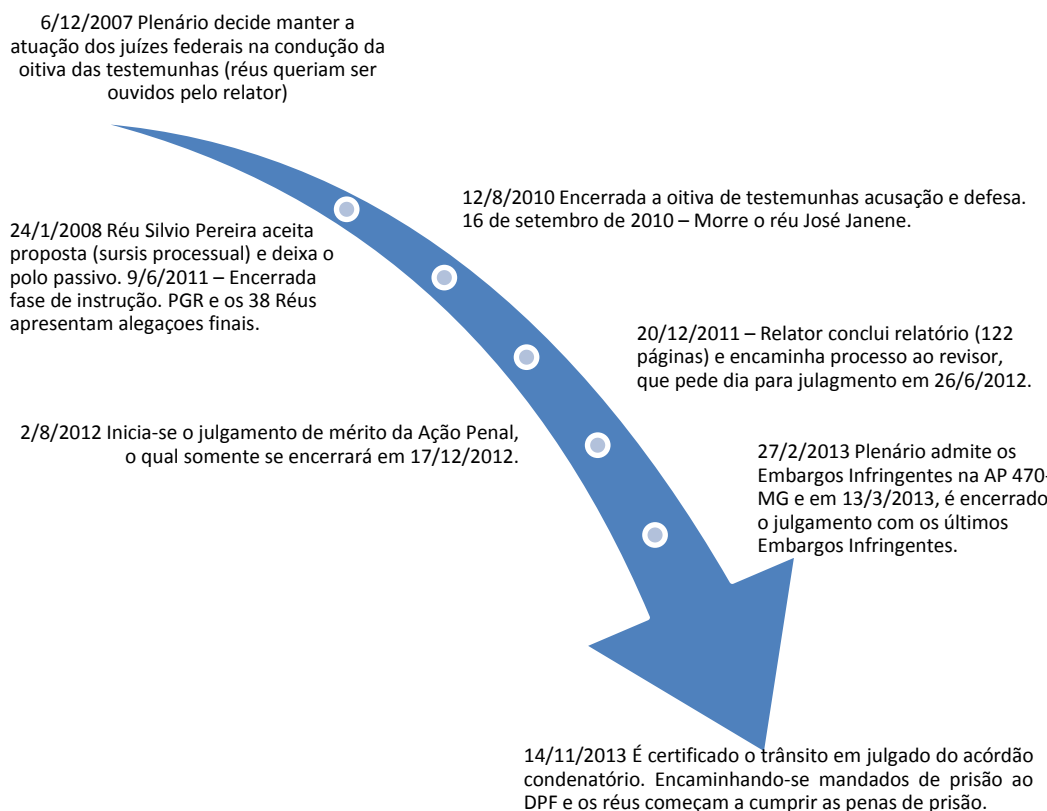 6/12/2007 Plenário decide manter a
atuação dos juízes federais na condução da
oitiva das testemunhas (réus queriam ser
ouvidos pelo relator)
12/8/2010 Encerrada a oitiva de testemunhas acusação e defesa.
16 de setembro de 2010 – Morre o réu José Janene.
24/1/2008 Réu Silvio Pereira aceita
proposta (sursis processual) e deixa o
polo passivo. 9/6/2011 – Encerrada
fase de instrução. PGR e os 38 Réus
apresentam alegaçoes finais.
20/12/2011 – Relator conclui relatório (122
páginas) e encaminha processo ao revisor,
que pede dia para julagmento em 26/6/2012.
2/8/2012 Inicia-se o julgamento de mérito da Ação Penal,
o qual somente se encerrará em 17/12/2012.
27/2/2013 Plenário admite os
Embargos Infringentes na AP 470-
MG e em 13/3/2013, é encerrado
o julgamento com os últimos
Embargos Infringentes.
14/11/2013 É certificado o trânsito em julgado do acórdão
condenatório. Encaminhando-se mandados de prisão ao
DPF e os réus começam a cumprir as penas de prisão.